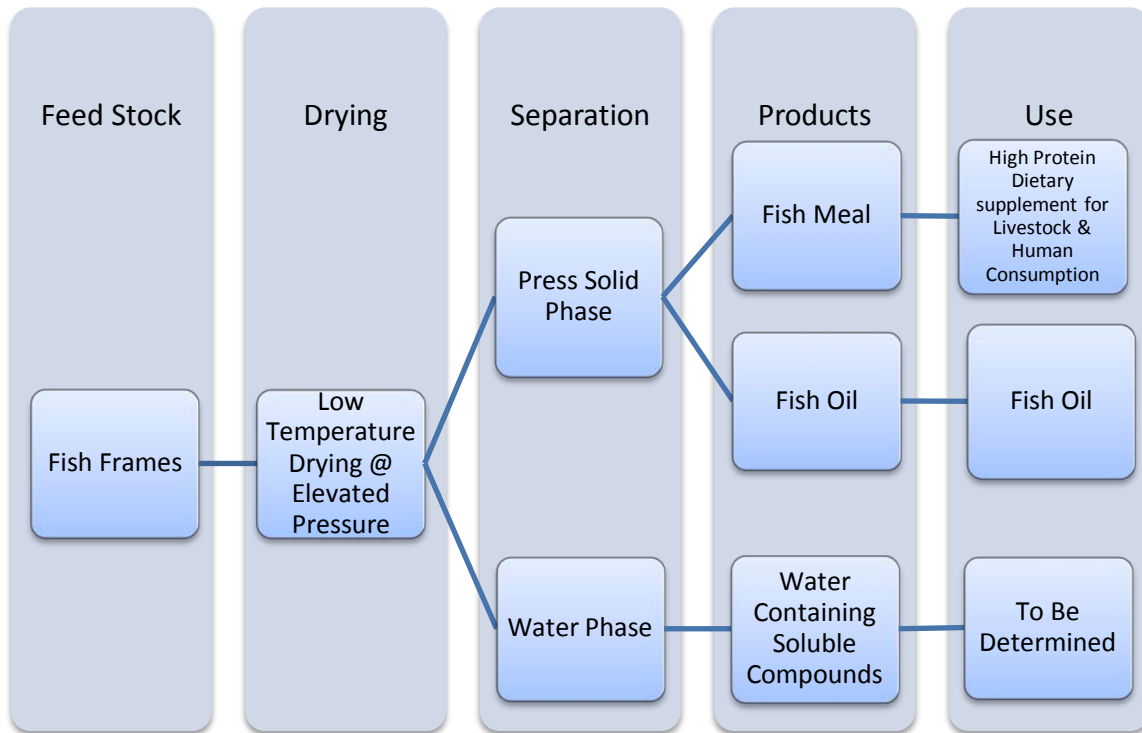 Feed Stock
Drying
Separation
Products
Use
Fish Frames
Low
Temperature
Drying @
Elevated
Pressure
Press Solid
Phase
Water Phase
Fish Meal
Fish Oil
Water
Containing
Soluble
Compounds
High Protein
Dietary
supplement for
Livestock &
Human
Consumption
Fish Oil
To Be
Determined